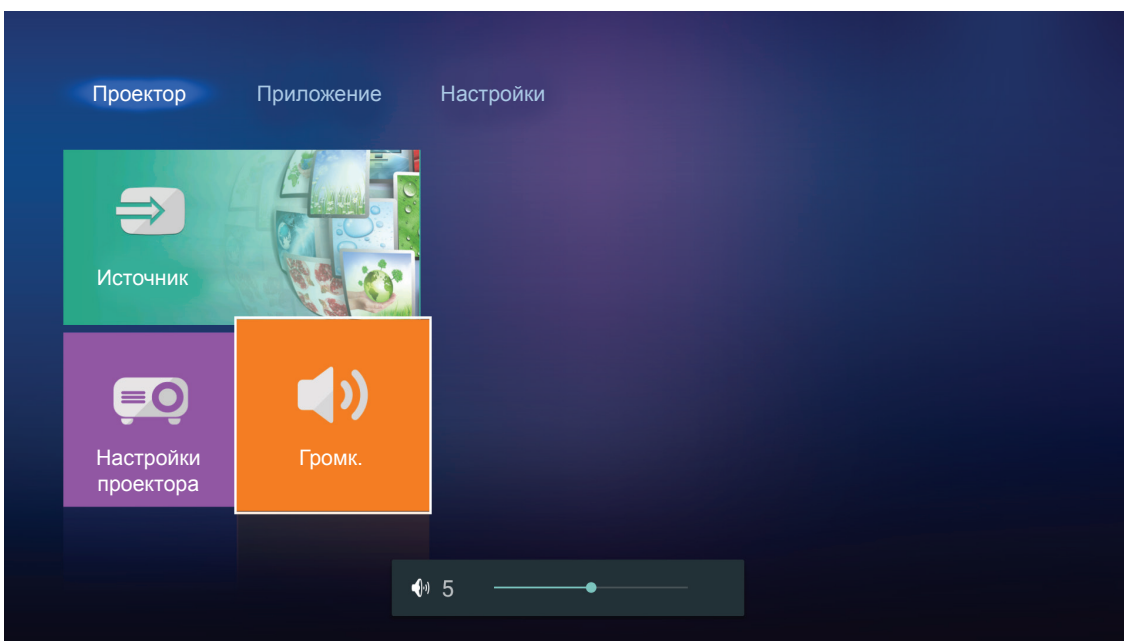 Проектор Приложение Настройки
Источник
Настройки
проектора
Громк.
5